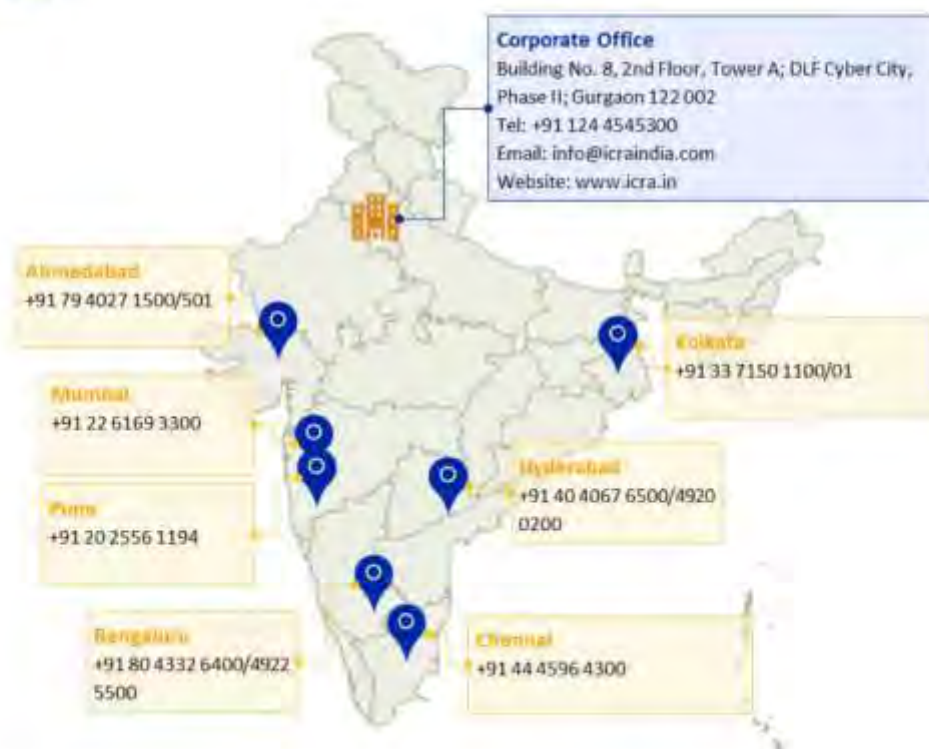 Corporate Office
Building No. 8, 2nd Floor, Tower A; DLF Cyber City,
Phase II; Gurgaon 122 002
Tel: +91 124 4545300
Email: info@icraindia.com
Website: www.icra.in
Ahmedabad
+91 79 4027 1500/501
Kolkata
+91 33 7150 1100/01
Mumbai
+91 22 6169 3300
Hyderabad
+91 40 4067 6500/4920
0200
Pune
+91 20 2556 1194
Bengaluru
+91 80 4332 6400/4922
5500
Chennai
+91 44 4596 4300